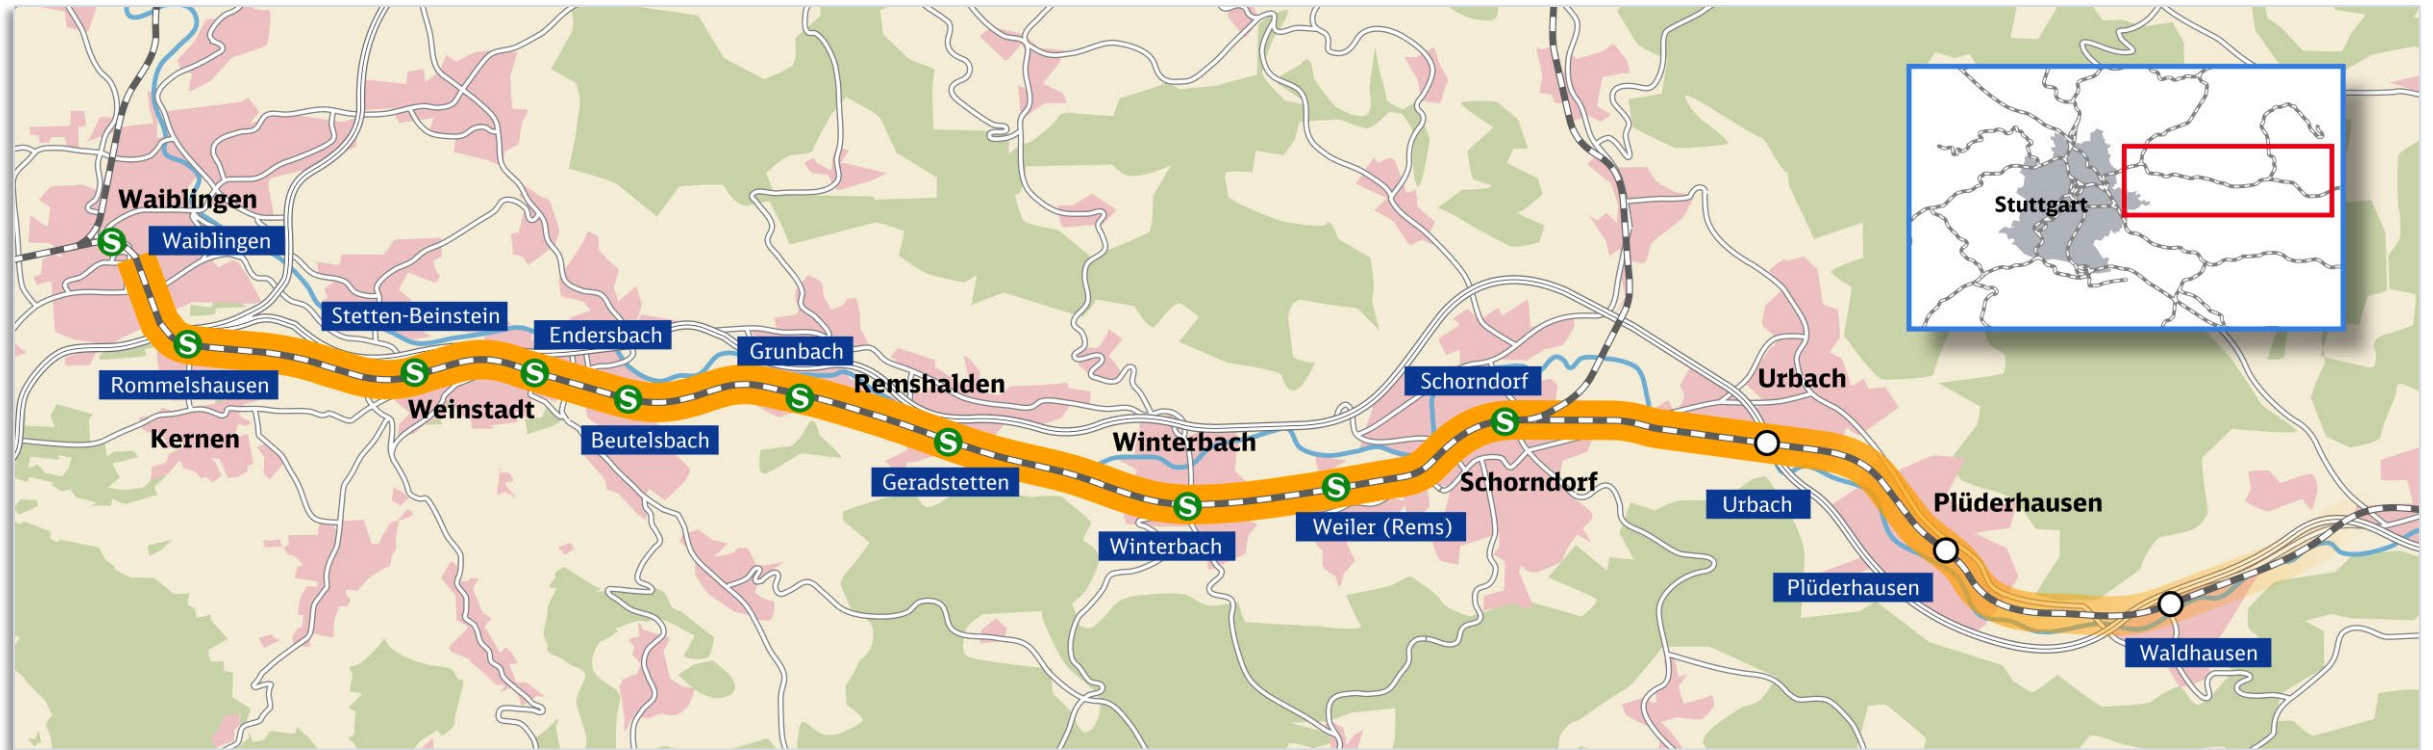 Waiblingen
S
Waiblingen
Stuttgart
Stetten-Beinstein
Endersbach
Grunbach
S
Rommelshausen
S
S
S
S
Remshalden
Weinstadt
Kernen
Beutelsbach
S
Geradstetten
Winterbach
S
Winterbach
S
Weiler (Rems)
Schorndorf
S
Schorndorf
Urbach
Urbach
Plüderhausen
Plüderhausen
Waldhausen